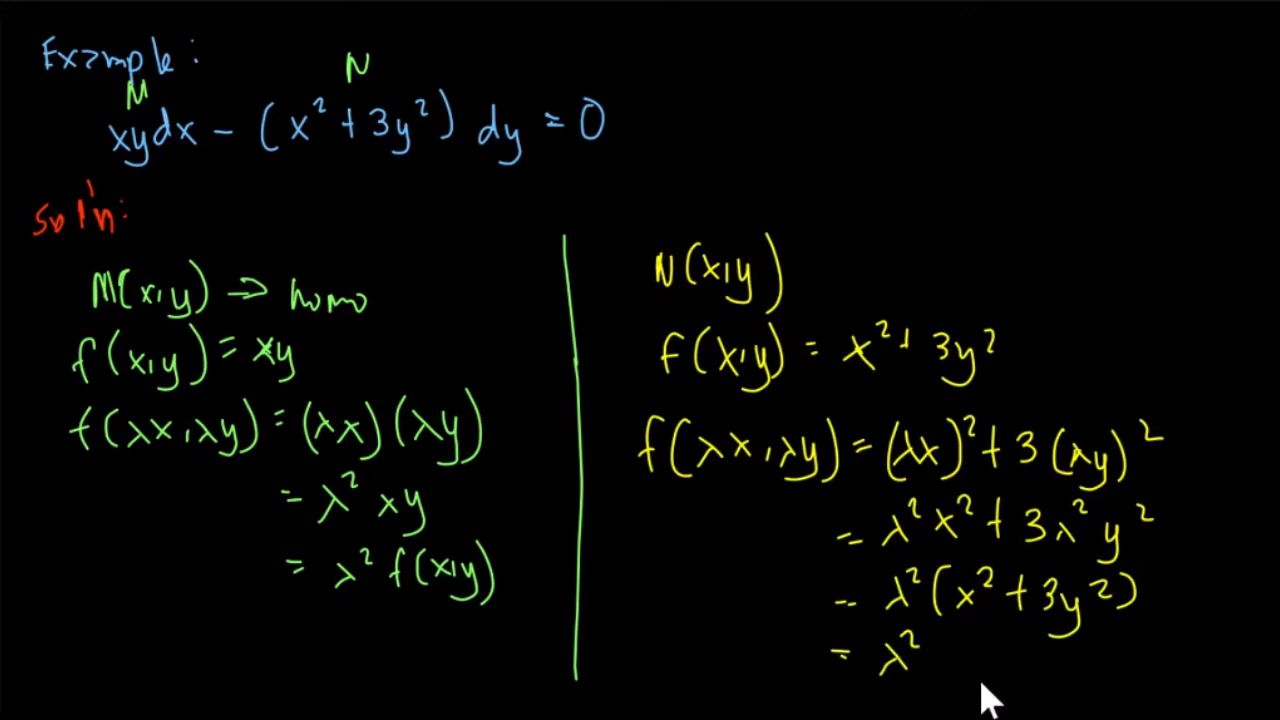 Example:
M N
xydx - (x² + 3y²) dy = 0
Sol'n:
M(x,y) => homo
f(x,y) = xy
f(λx,λy) = (λx)(λy)
= λ² xy
= λ² f(x,y)
N(x,y)
f(x,y) = x² + 3y²
f(λx,λy) = (λx)² + 3(λy)²
= λ²x² + 3λ²y²
= λ²(x² + 3y²)
= λ²